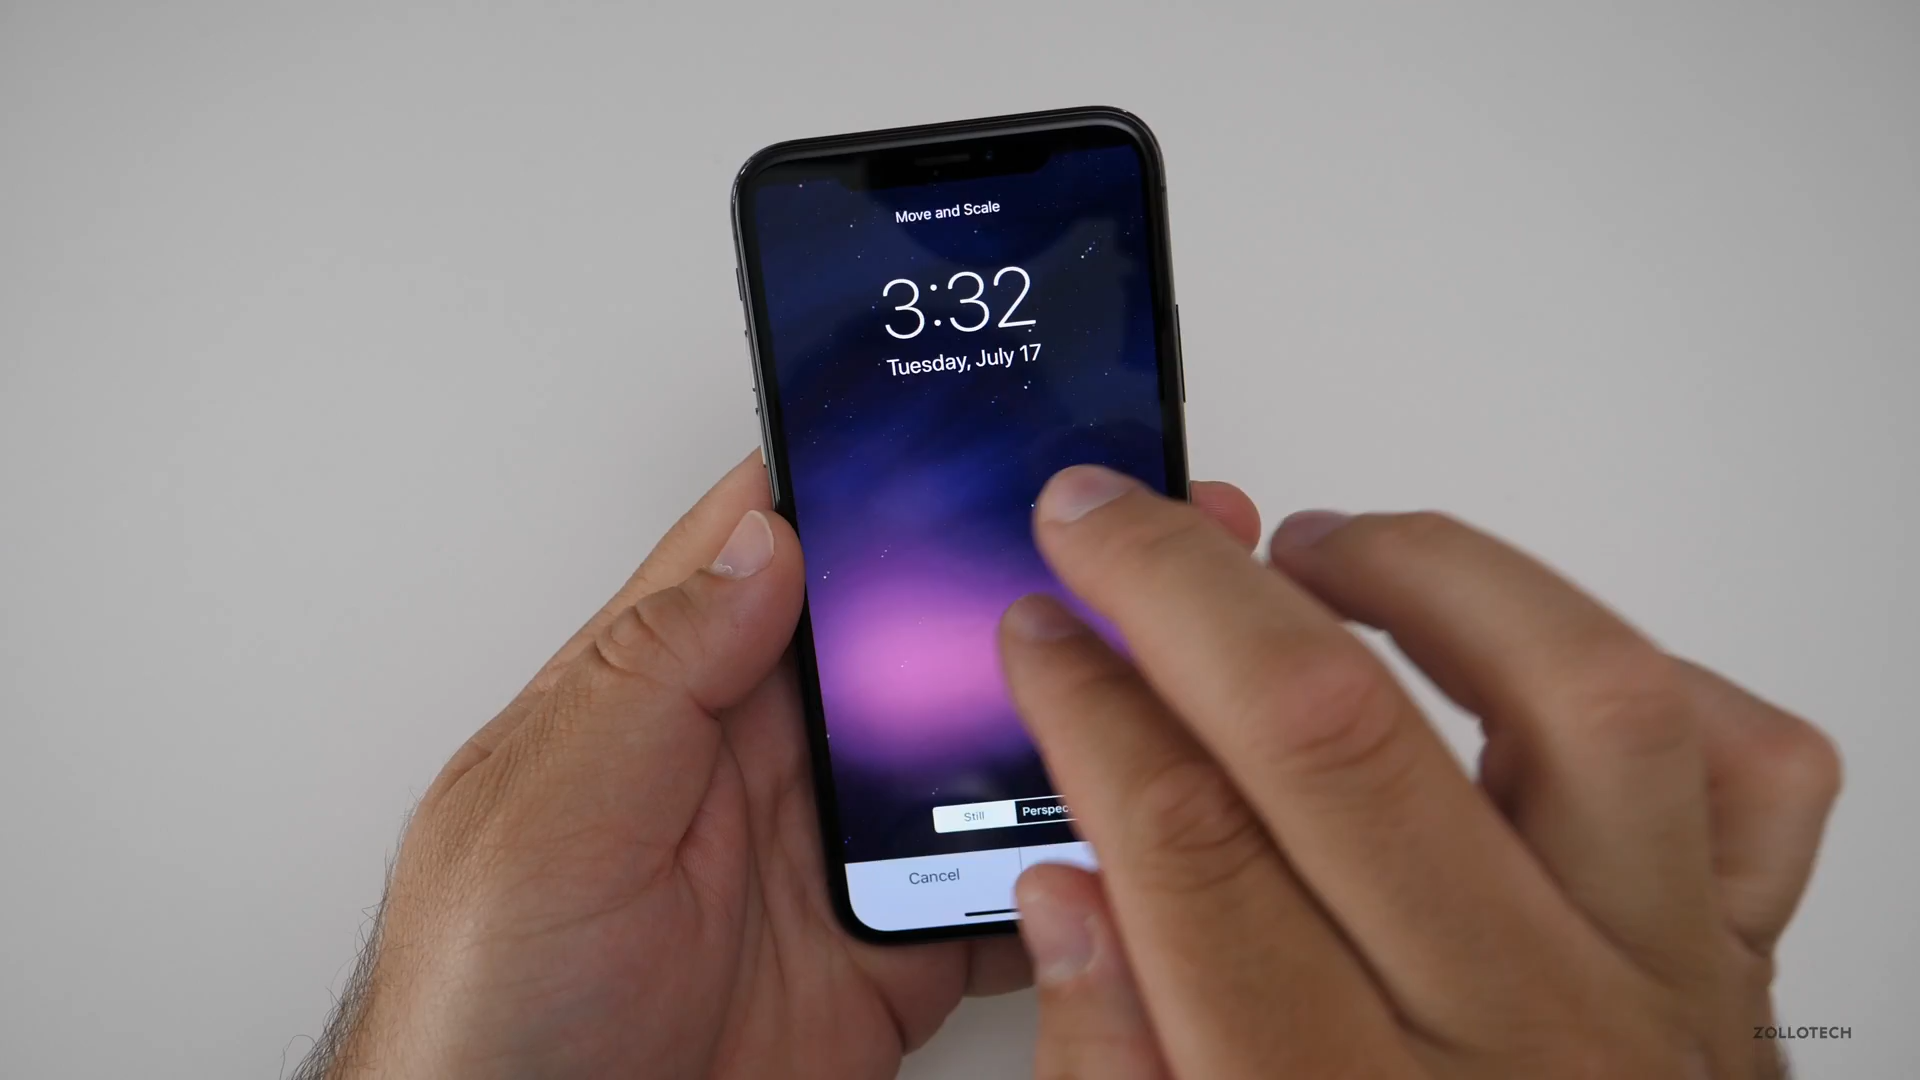 Move and Scale
3:32
Tuesday, July 17
Still
Perspec
Cancel
ZOLLOTECH